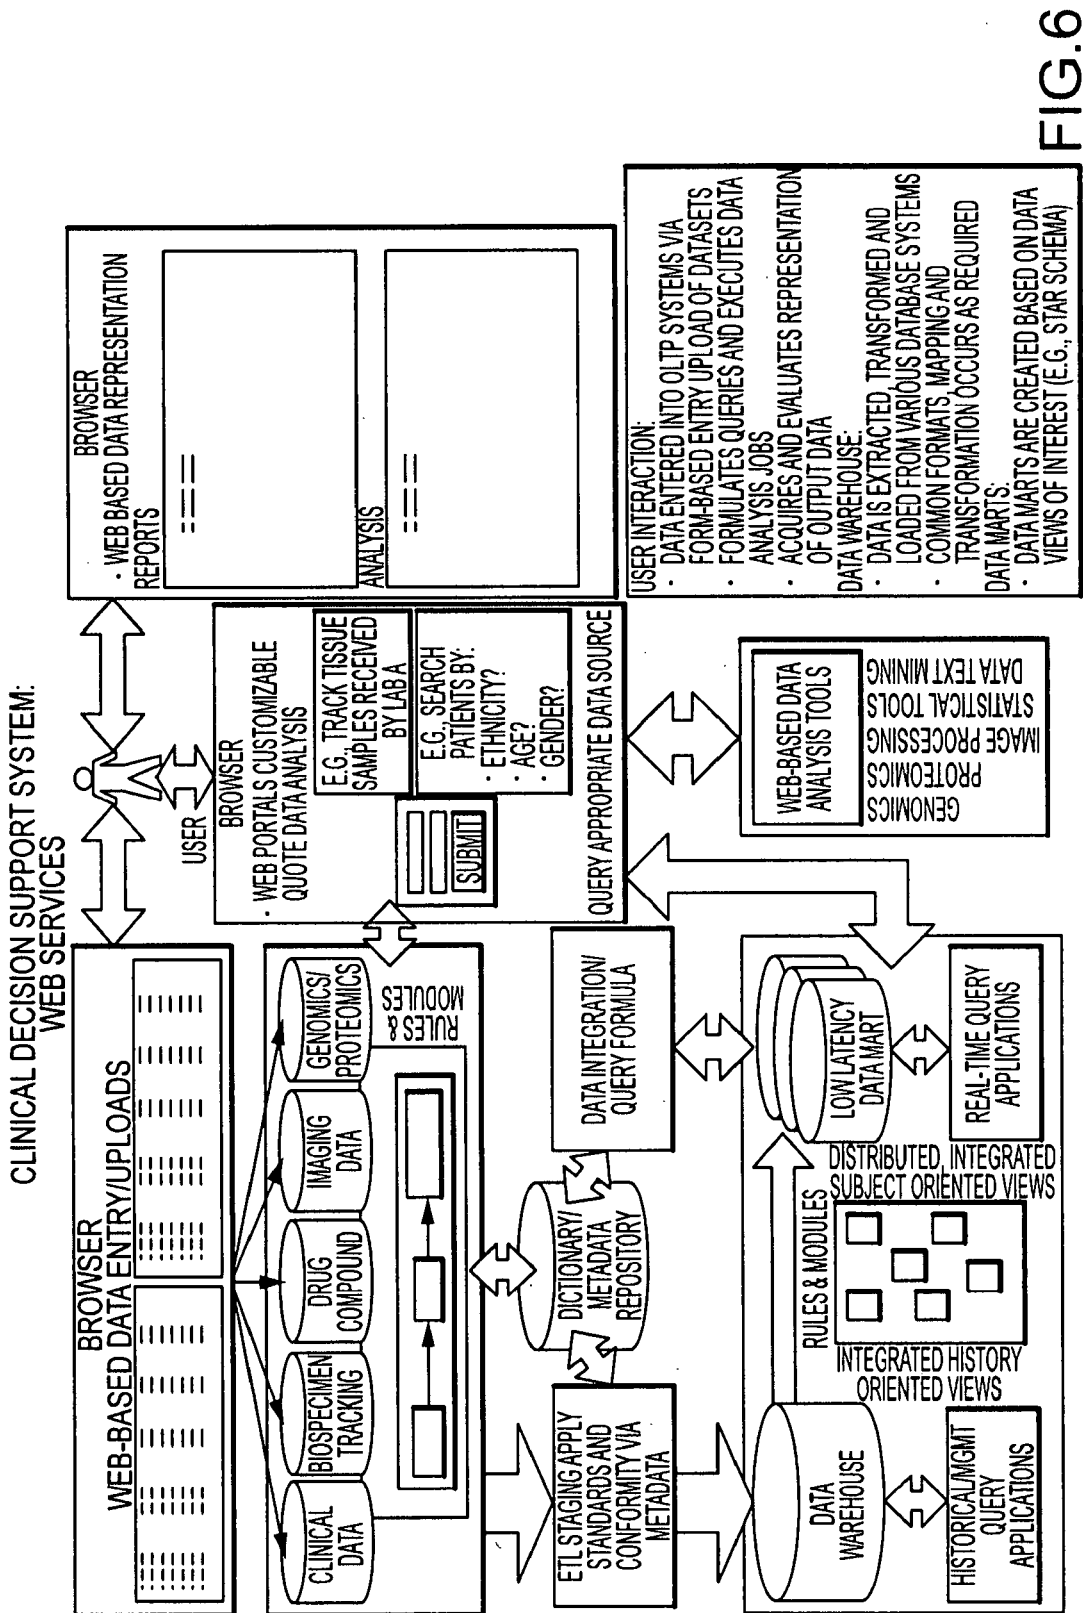 CLINICAL DECISION SUPPORT SYSTEM:
WEB SERVICES
BROWSER
WEB-BASED DATA ENTRY/UPLOADS
CLINICAL
DATA
BIOSPECIMEN
TRACKING
DRUG
COMPOUND
IMAGING
DATA
GENOMICS/
PROTEOMICS
RULES &
MODULES
USER
BROWSER
· WEB PORTALS CUSTOMIZABLE
QUOTE DATA ANALYSIS
E.G., TRACK TISSUE
SAMPLES RECEIVED
BY LAB A
E.G., SEARCH
PATIENTS BY:
· ETHNICITY?
· AGE?
· GENDER?
SUBMIT
QUERY APPROPRIATE DATA SOURCE
BROWSER
· WEB BASED DATA REPRESENTATION
REPORTS
ANALYSIS
ETL STAGING APPLY
STANDARDS AND
CONFORMITY VIA
METADATA
DICTIONARY/
METADATA
REPOSITORY
DATA INTEGRATION/
QUERY FORMULA
DATA
WAREHOUSE
HISTORICAL/MGMT
QUERY
APPLICATIONS
RULES & MODULES
INTEGRATED HISTORY
ORIENTED VIEWS
DISTRIBUTED, INTEGRATED
SUBJECT ORIENTED VIEWS
LOW LATENCY
DATA MART
REAL-TIME QUERY
APPLICATIONS
WEB-BASED DATA
ANALYSIS TOOLS
GENOMICS
PROTEOMICS
IMAGE PROCESSING
STATISTICAL TOOLS
DATA TEXT MINING
USER INTERACTION:
· DATA ENTERED INTO OLTP SYSTEMS VIA
FORM-BASED ENTRY UPLOAD OF DATASETS
· FORMULATES QUERIES AND EXECUTES DATA
ANALYSIS JOBS
· ACQUIRES AND EVALUATES REPRESENTATION
OF OUTPUT DATA
DATA WAREHOUSE:
· DATA IS EXTRACTED, TRANSFORMED AND
LOADED FROM VARIOUS DATABASE SYSTEMS
· COMMON FORMATS, MAPPING AND
TRANSFORMATION OCCURS AS REQUIRED
DATA MARTS:
· DATA MARTS ARE CREATED BASED ON DATA
VIEWS OF INTEREST (E.G., STAR SCHEMA)
FIG.6